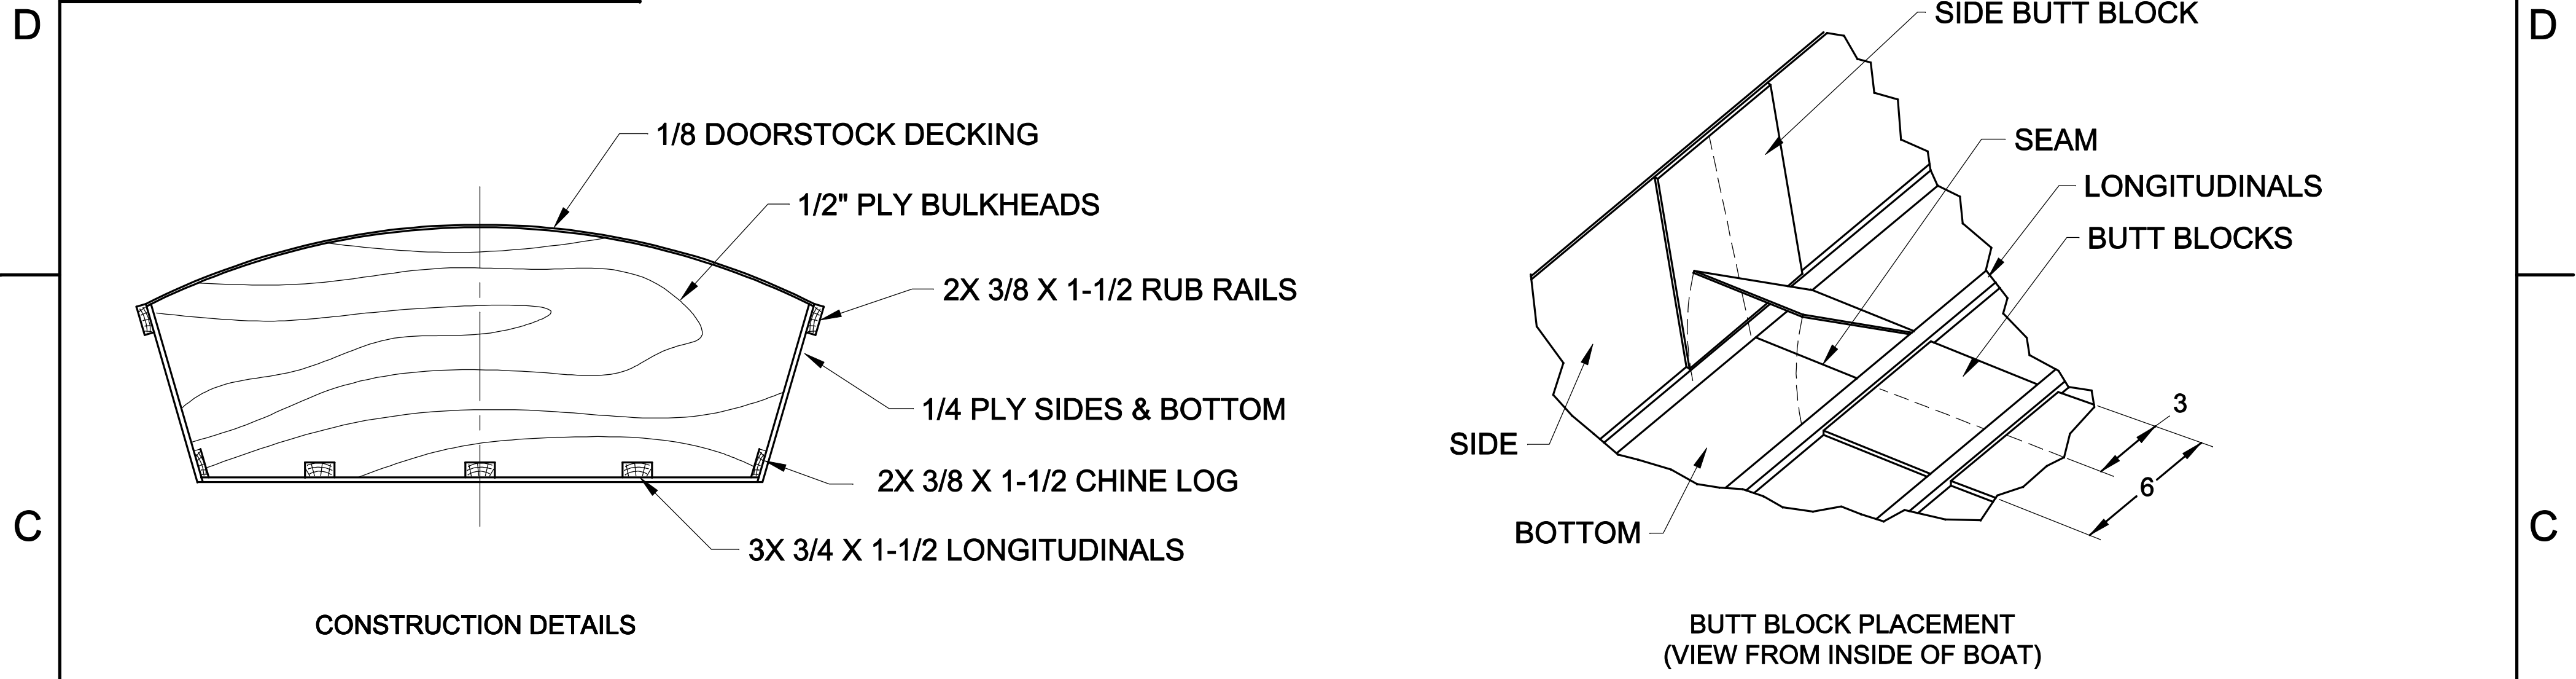 D
D
SIDE BUTT BLOCK
1/8 DOORSTOCK DECKING
SEAM
1/2" PLY BULKHEADS
LONGITUDINALS
BUTT BLOCKS
2X 3/8 X 1-1/2 RUB RAILS
1/4 PLY SIDES & BOTTOM
3
SIDE
2X 3/8 X 1-1/2 CHINE LOG
6
C
C
BOTTOM
3X 3/4 X 1-1/2 LONGITUDINALS
CONSTRUCTION DETAILS
BUTT BLOCK PLACEMENT
(VIEW FROM INSIDE OF BOAT)